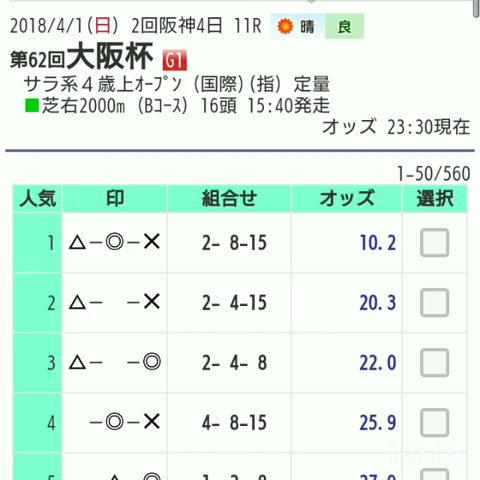 2018/4/1(日) 2回阪神4日 11R 晴 良
第62回大阪杯 G1
サラ系４歳上ｵｰﾌﾟﾝ (国際)(指) 定量
芝右2000m (Bｺｰｽ) 16頭 15:40発走
オッズ 23:30現在
1-50/560
人気 印 組合せ オッズ 選択
1 △－◎－✕ 2- 8-15 10.2
2 △－ －✕ 2- 4-15 20.3
3 △－ －◎ 2- 4- 8 22.0
4 －◎－✕ 4- 8-15 25.9